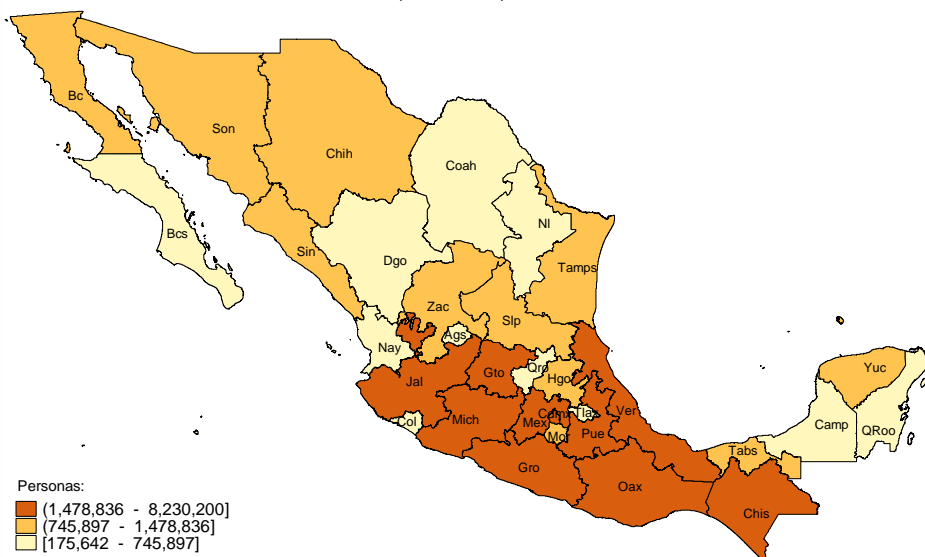 Bc
Son
Chih
Coah
Bcs
Nl
Sin
Dgo
Tamps
Zac
Slp
Ags
Nay
Qro
Yuc
Hgo
Jal
Gto
Col
Mich
Mex
Cdmx
Tlax
Ver
Camp
QRoo
Mor
Pue
Tabs
Gro
Oax
Chis
Personas:
(1,478,836 - 8,230,200]
(745,897 - 1,478,836]
[175,642 - 745,897]